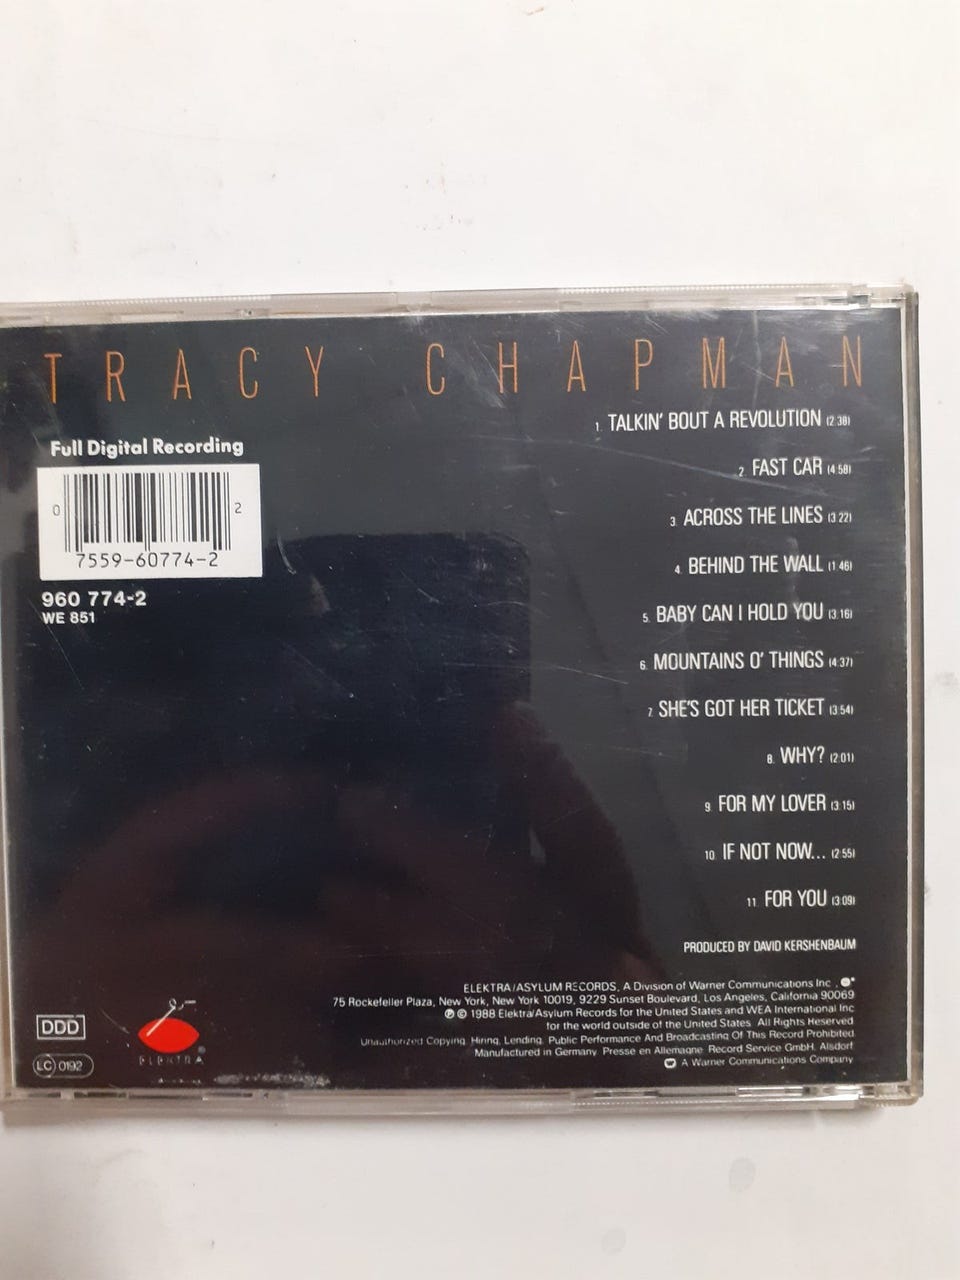 TRACY CHAPMAN
1. TALKIN' BOUT A REVOLUTION (2:38)
2. FAST CAR (4:58)
3. ACROSS THE LINES (3:22)
4. BEHIND THE WALL (1:46)
5. BABY CAN I HOLD YOU (3:16)
6. MOUNTAINS O' THINGS (4:37)
7. SHE'S GOT HER TICKET (3:54)
8. WHY? (2:01)
9. FOR MY LOVER (3:15)
10. IF NOT NOW... (2:55)
11. FOR YOU (3:09)
Full Digital Recording
0 2
7559-60774-2
960 774-2
WE 851
PRODUCED BY DAVID KERSHENBAUM
ELEKTRA/ASYLUM RECORDS, A Division of Warner Communications Inc.
75 Rockefeller Plaza, New York, New York 10019, 9229 Sunset Boulevard, Los Angeles, California 90069
℗ © 1988 Elektra/Asylum Records for the United States and WEA International Inc
for the world outside of the United States. All Rights Reserved
Unauthorized Copying, Hiring, Lending, Public Performance And Broadcasting Of This Record Prohibited.
Manufactured in Germany. Presse en Allemagne. Record Service GmbH, Alsdorf.
A Warner Communications Company
DDD
LC 0192
ELEKTRA ®